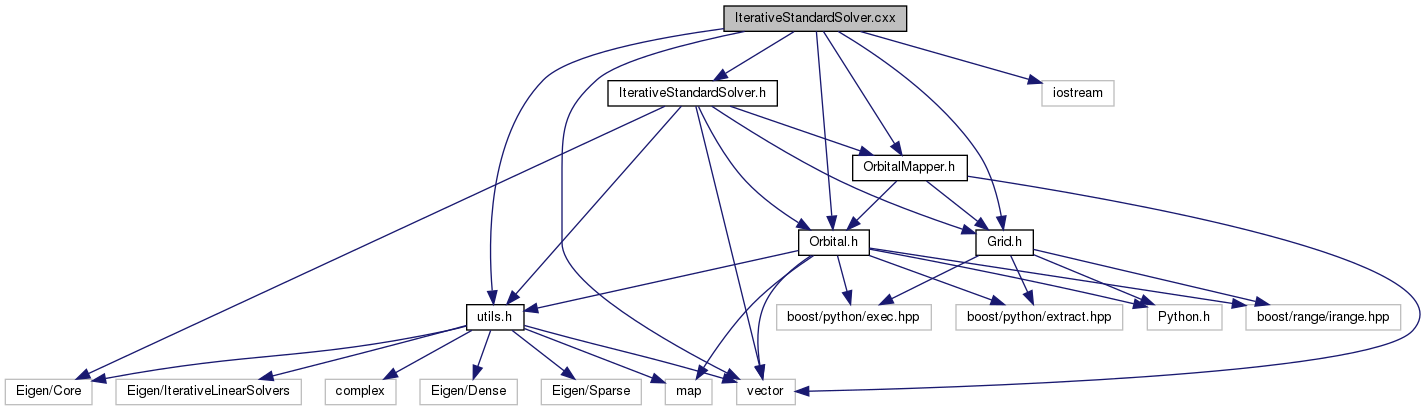 IterativeStandardSolver.cxx
IterativeStandardSolver.h
iostream
OrbitalMapper.h
Orbital.h
Grid.h
utils.h
boost/python/exec.hpp
boost/python/extract.hpp
Python.h
boost/range/irange.hpp
Eigen/Core
Eigen/IterativeLinearSolvers
complex
Eigen/Dense
Eigen/Sparse
map
vector